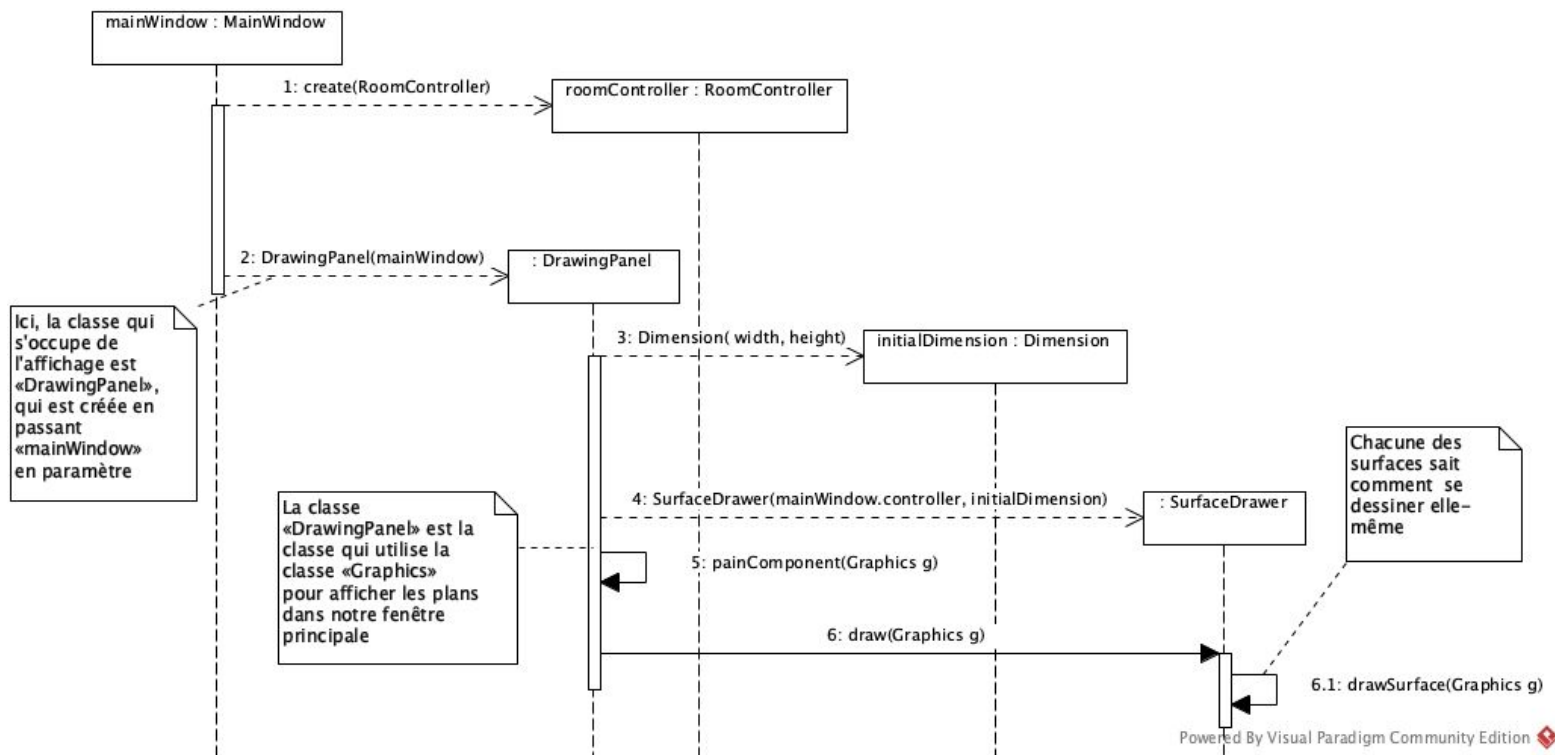 mainWindow : MainWindow
1: create(RoomController)
roomController : RoomController
2: DrawingPanel(mainWindow)
: DrawingPanel
Ici, la classe qui
s'occupe de
l'affichage est
«DrawingPanel»,
qui est créée en
passant
«mainWindow»
en paramètre
3: Dimension( width, height)
initialDimension : Dimension
Chacune des
surfaces sait
comment  se
dessiner elle-
même
La classe
«DrawingPanel» est la
classe qui utilise la
classe «Graphics»
pour afficher les plans
dans notre fenêtre
principale
4: SurfaceDrawer(mainWindow.controller, initialDimension)
: SurfaceDrawer
5: painComponent(Graphics g)
6: draw(Graphics g)
6.1: drawSurface(Graphics g)
Powered By Visual Paradigm Community Edition